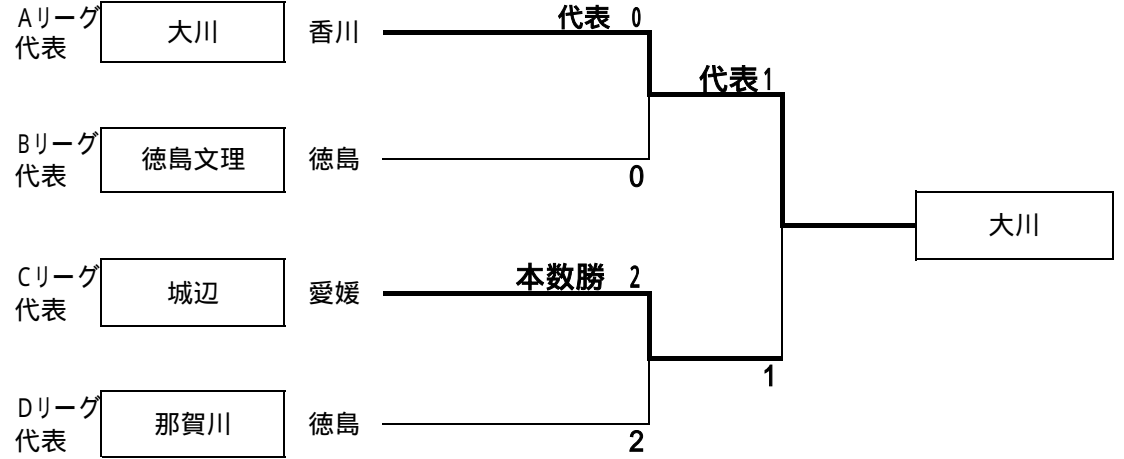 Aリーグ
代表
大川
香川
代表 0
代表1
Bリーグ
代表
徳島文理
徳島
0
大川
Cリーグ
代表
城辺
愛媛
本数勝 2
1
Dリーグ
代表
那賀川
徳島
2